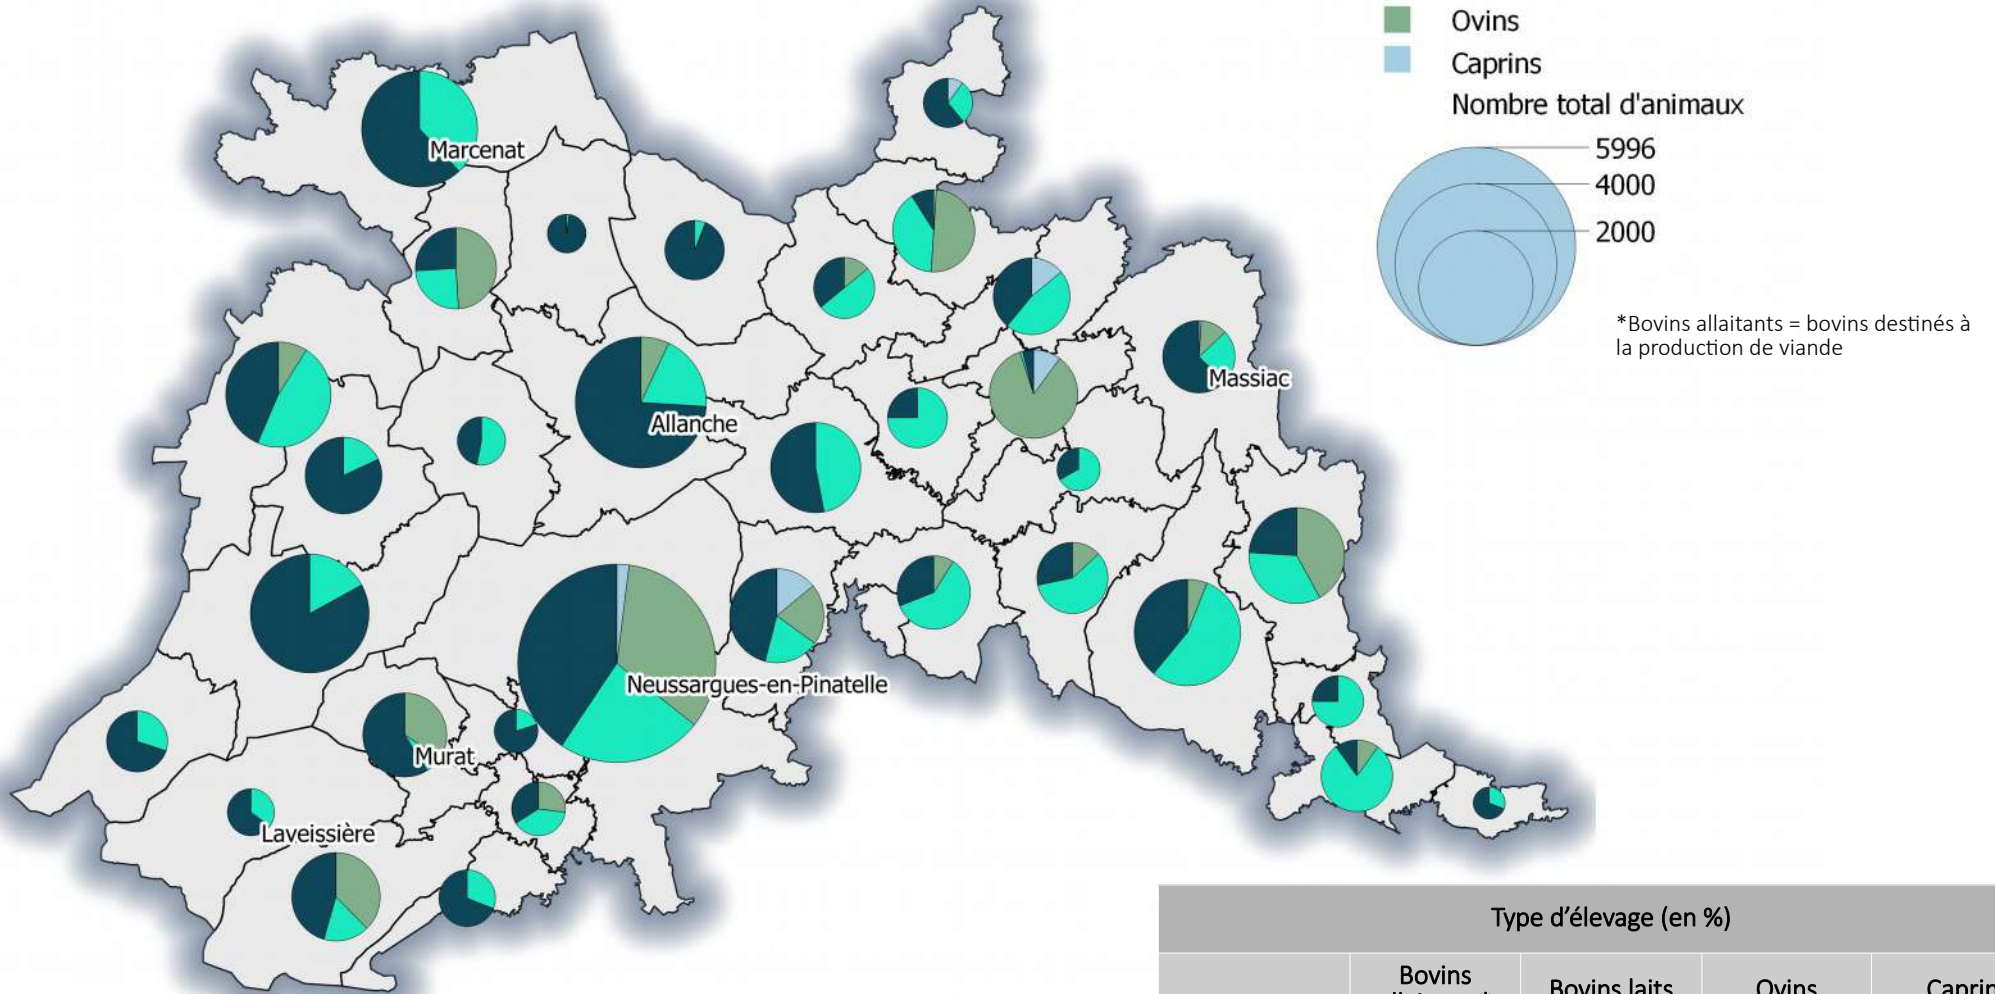 Ovins
Caprins
Nombre total d'animaux
5996
4000
2000
*Bovins allaitants = bovins destinés à
la production de viande
Marcenat
Massiac
Allanche
Neussargues-en-Pinatelle
Murat
Laveissière
Type d'élevage (en %)
Bovins
Bovins laits
Ovins